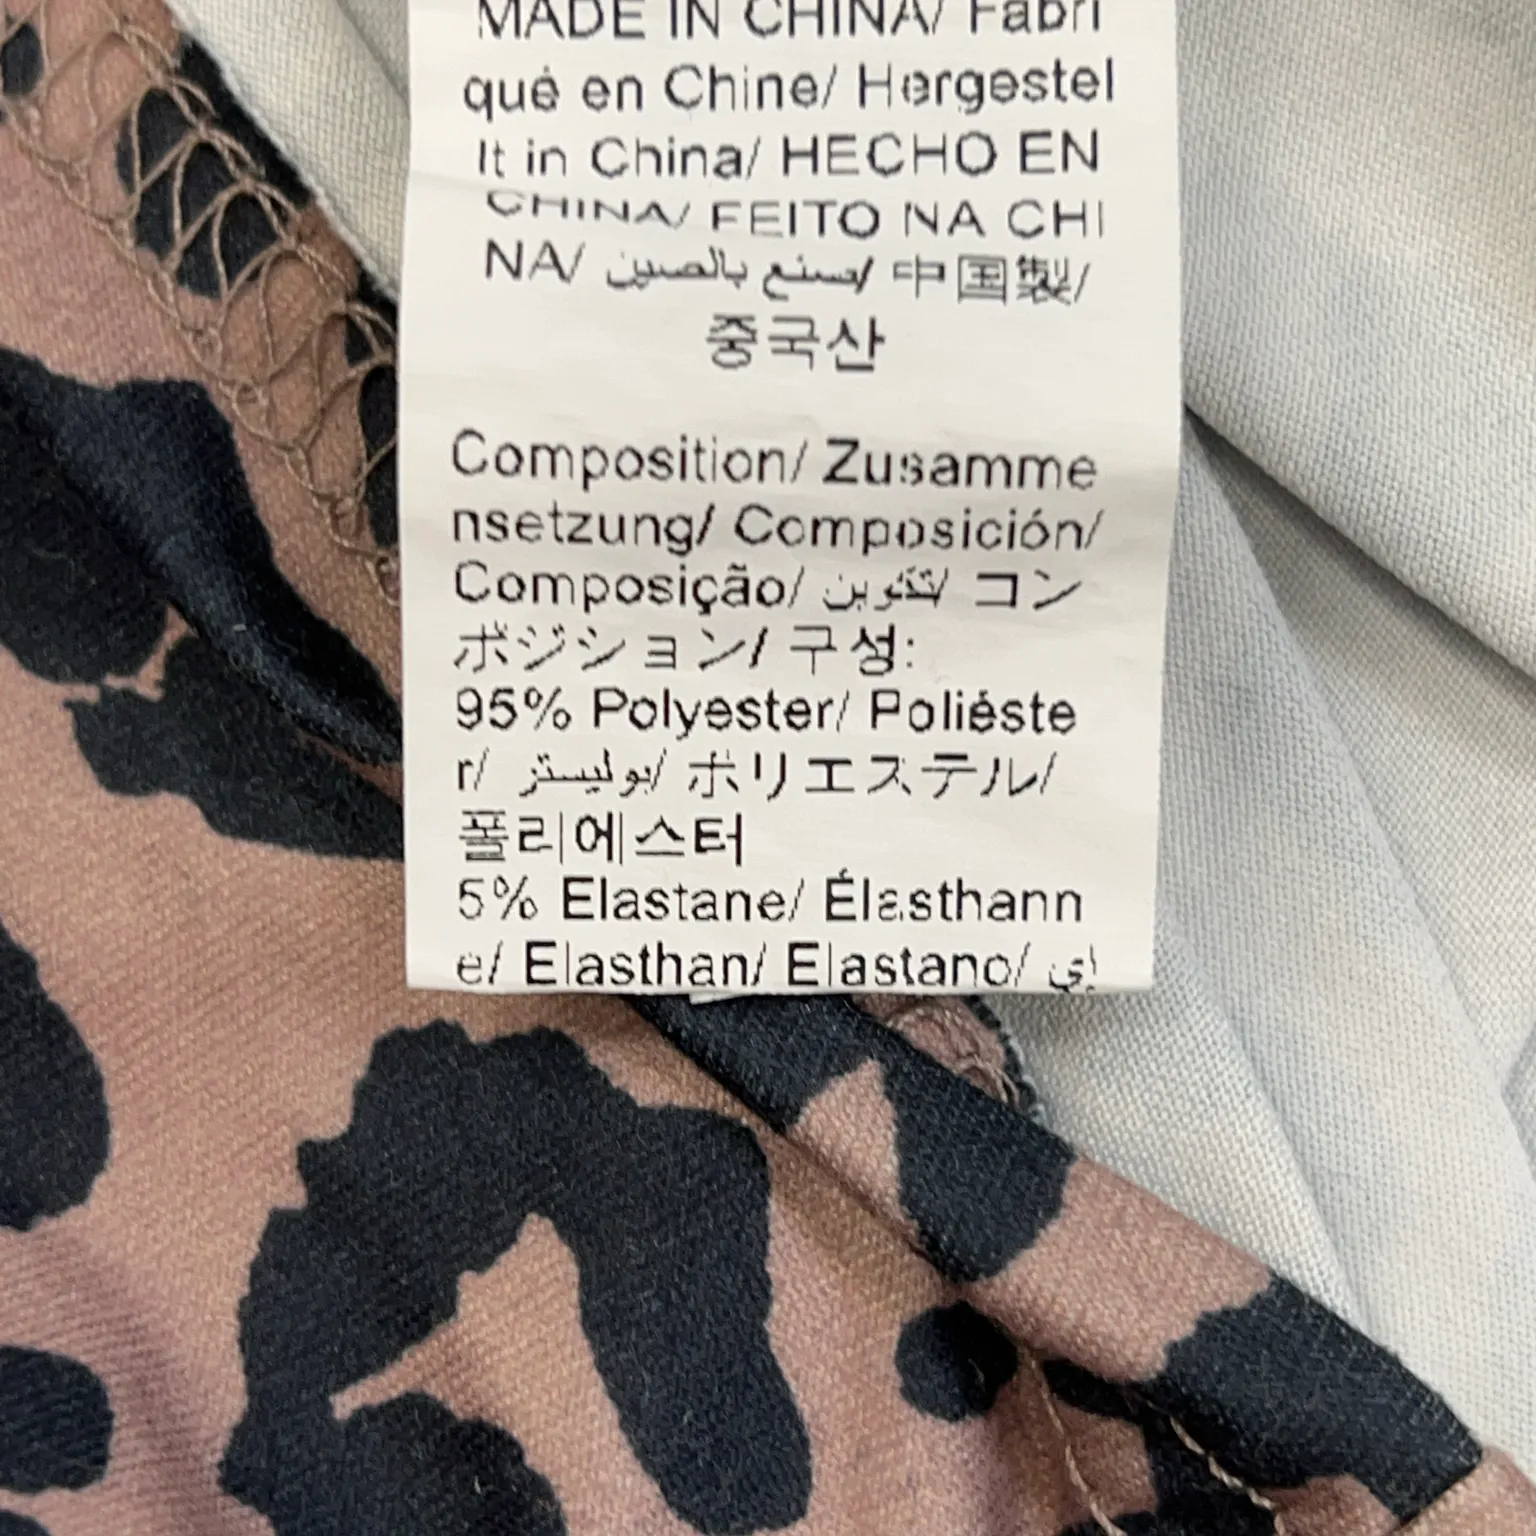 MADE IN CHINA/ Fabri
qué en Chine/ Hergestel
lt in China/ HECHO EN
CHINA/ FEITO NA CHI
NA/ صنع بالصين/ 中国製/
중국산
Composition/ Zusamme
nsetzung/ Composición/
Composição/ تكوين/ コン
ポジション/ 구성:
95% Polyester/ Poliéste
r/ بوليستر/ ポリエステル/
폴리에스터
5% Elastane/ Élasthann
e/ Elasthan/ Elastano/ إي